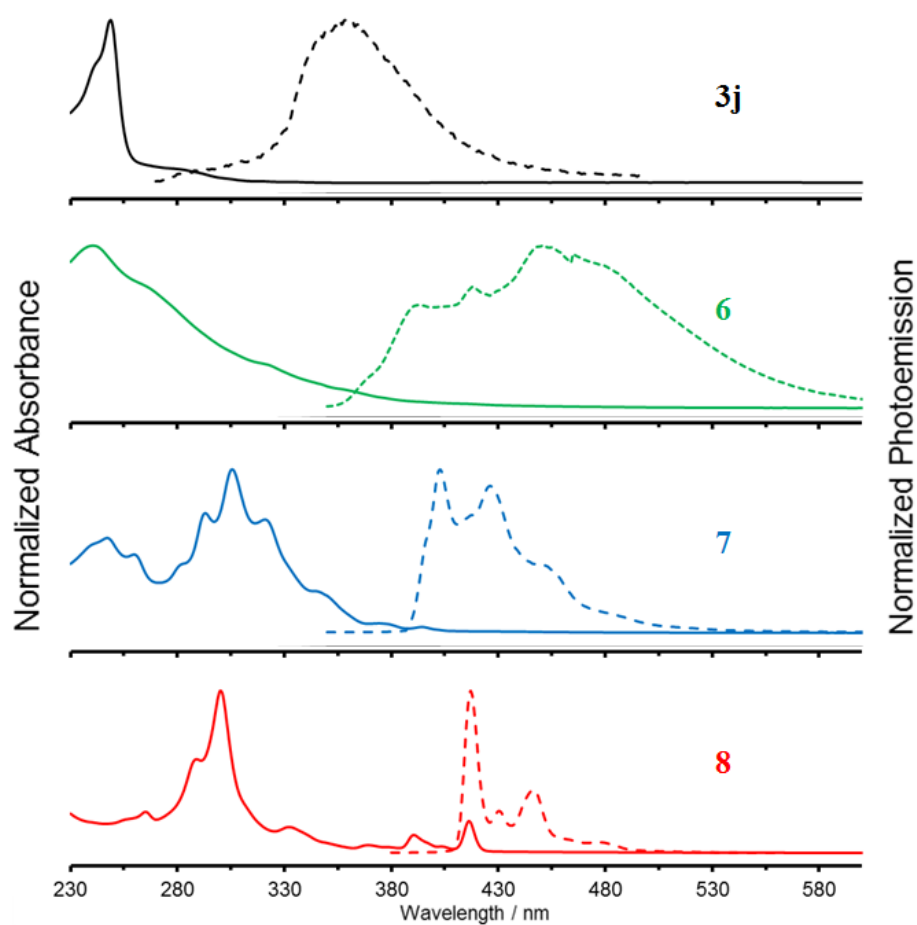 3j
6
7
8
Normalized Absorbance
Normalized Photoemission
230 280 330 380 430 480 530 580
Wavelength / nm